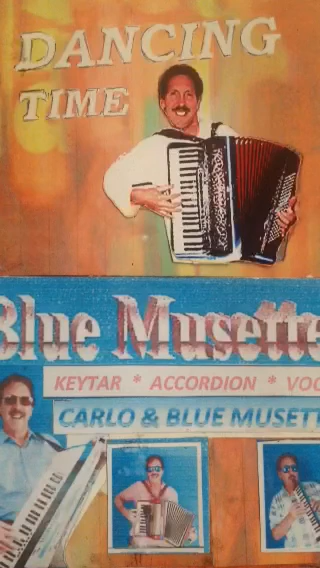 DANCING
TIME
Blue Musette
KEYTAR * ACCORDION * VOC
CARLO & BLUE MUSETT